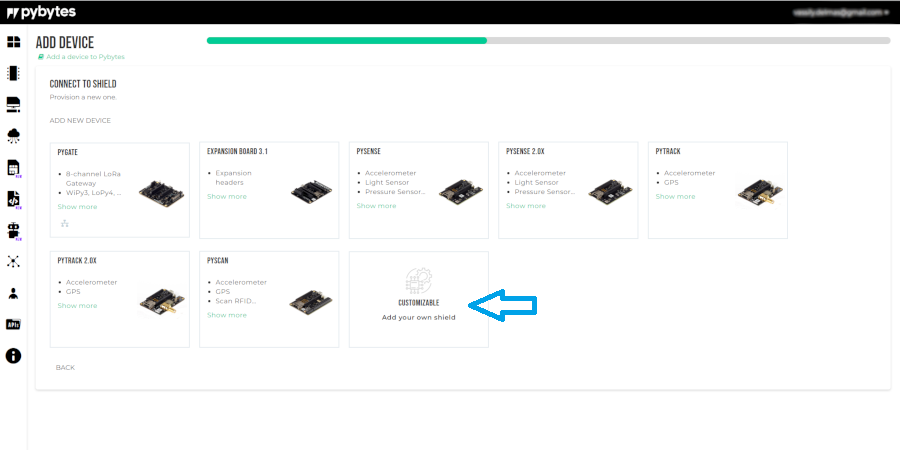 pybytes
ADD DEVICE
Add a device to Pybytes
CONNECT TO SHIELD
Provision a new one.
ADD NEW DEVICE
PYGATE
8-channel LoRa
Gateway
WiPy3, LoPy4, ...
Show more
EXPANSION BOARD 3.1
Expansion
headers
Show more
PYSENSE
Accelerometer
Light Sensor
Pressure Sensor...
Show more
PYSENSE 2.0X
Accelerometer
Light Sensor
Pressure Sensor...
Show more
PYTRACK
Accelerometer
GPS
Show more
PYTRACK 2.0X
Accelerometer
GPS
Show more
PYSCAN
Accelerometer
GPS
Scan RFID...
Show more
CUSTOMIZABLE
Add your own shield
BACK
APIs